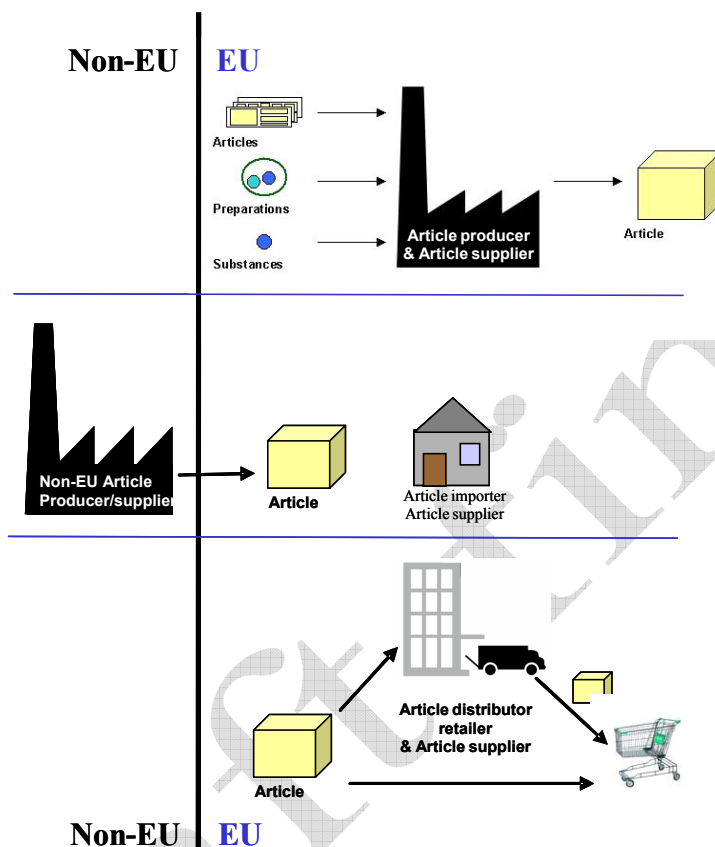 Non-EU EU
Articles
Preparations
Substances
Article producer
& Article supplier
Article
Non-EU Article
Producer/supplier
Article
Article importer
Article supplier
Article distributor
retailer
& Article supplier
Article
Non-EU EU